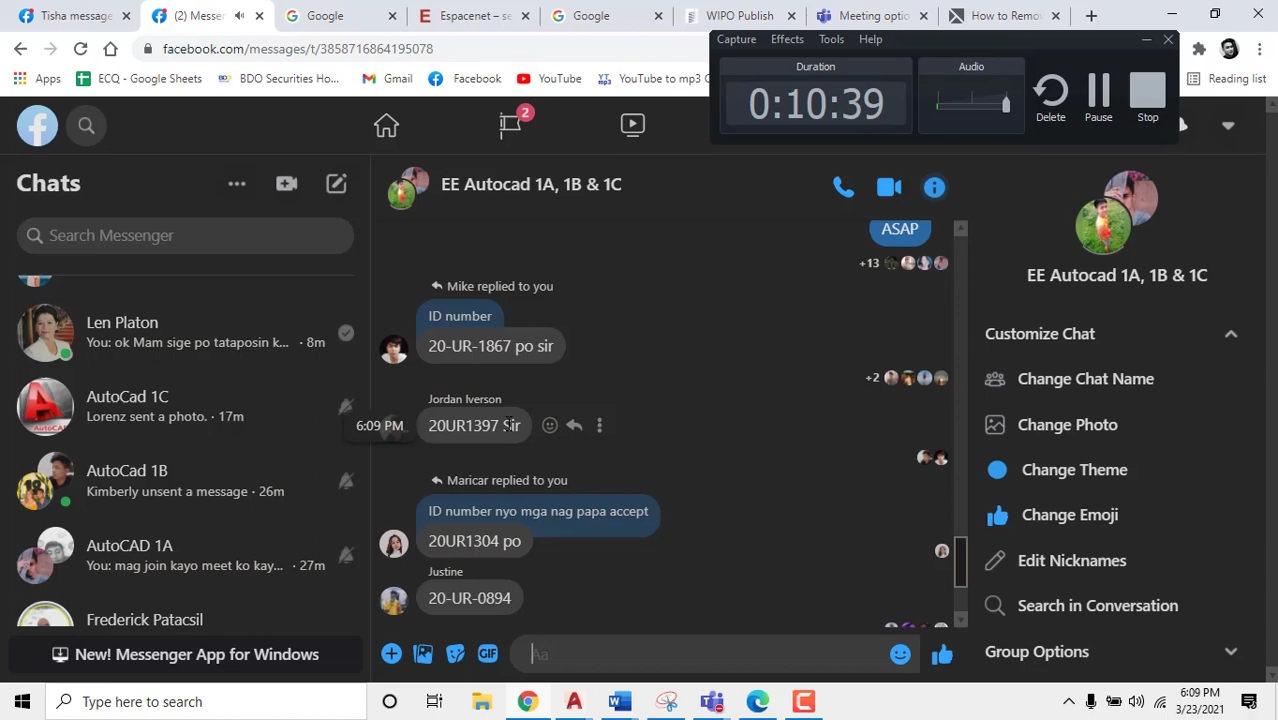 Tisha message
(2) Messen
Google
Espacenet – se
Google
WIPO Publish
Meeting optio
How to Remo
facebook.com/messages/t/3858716864195078
Apps
ECQ - Google Sheets
BDO Securities Ho...
Gmail
Facebook
YouTube
YouTube to mp3 C
Reading list
Capture
Effects
Tools
Help
Duration
0:10:39
Audio
Delete
Pause
Stop
2
Chats
Search Messenger
Len Platon
You: ok Mam sige po tataposin k... · 8m
AutoCad 1C
Lorenz sent a photo. · 17m
AutoCad 1B
Kimberly unsent a message · 26m
AutoCAD 1A
You: mag join kayo meet ko kay... · 27m
Frederick Patacsil
New! Messenger App for Windows
EE Autocad 1A, 1B & 1C
ASAP
+13
Mike replied to you
ID number
20-UR-1867 po sir
+2
Jordan Iverson
6:09 PM
20UR1397 Sir
Maricar replied to you
ID number nyo mga nag papa accept
20UR1304 po
Justine
20-UR-0894
GIF
Aa
EE Autocad 1A, 1B & 1C
Customize Chat
Change Chat Name
Change Photo
Change Theme
Change Emoji
Edit Nicknames
Search in Conversation
Group Options
Type here to search
6:09 PM
3/23/2021